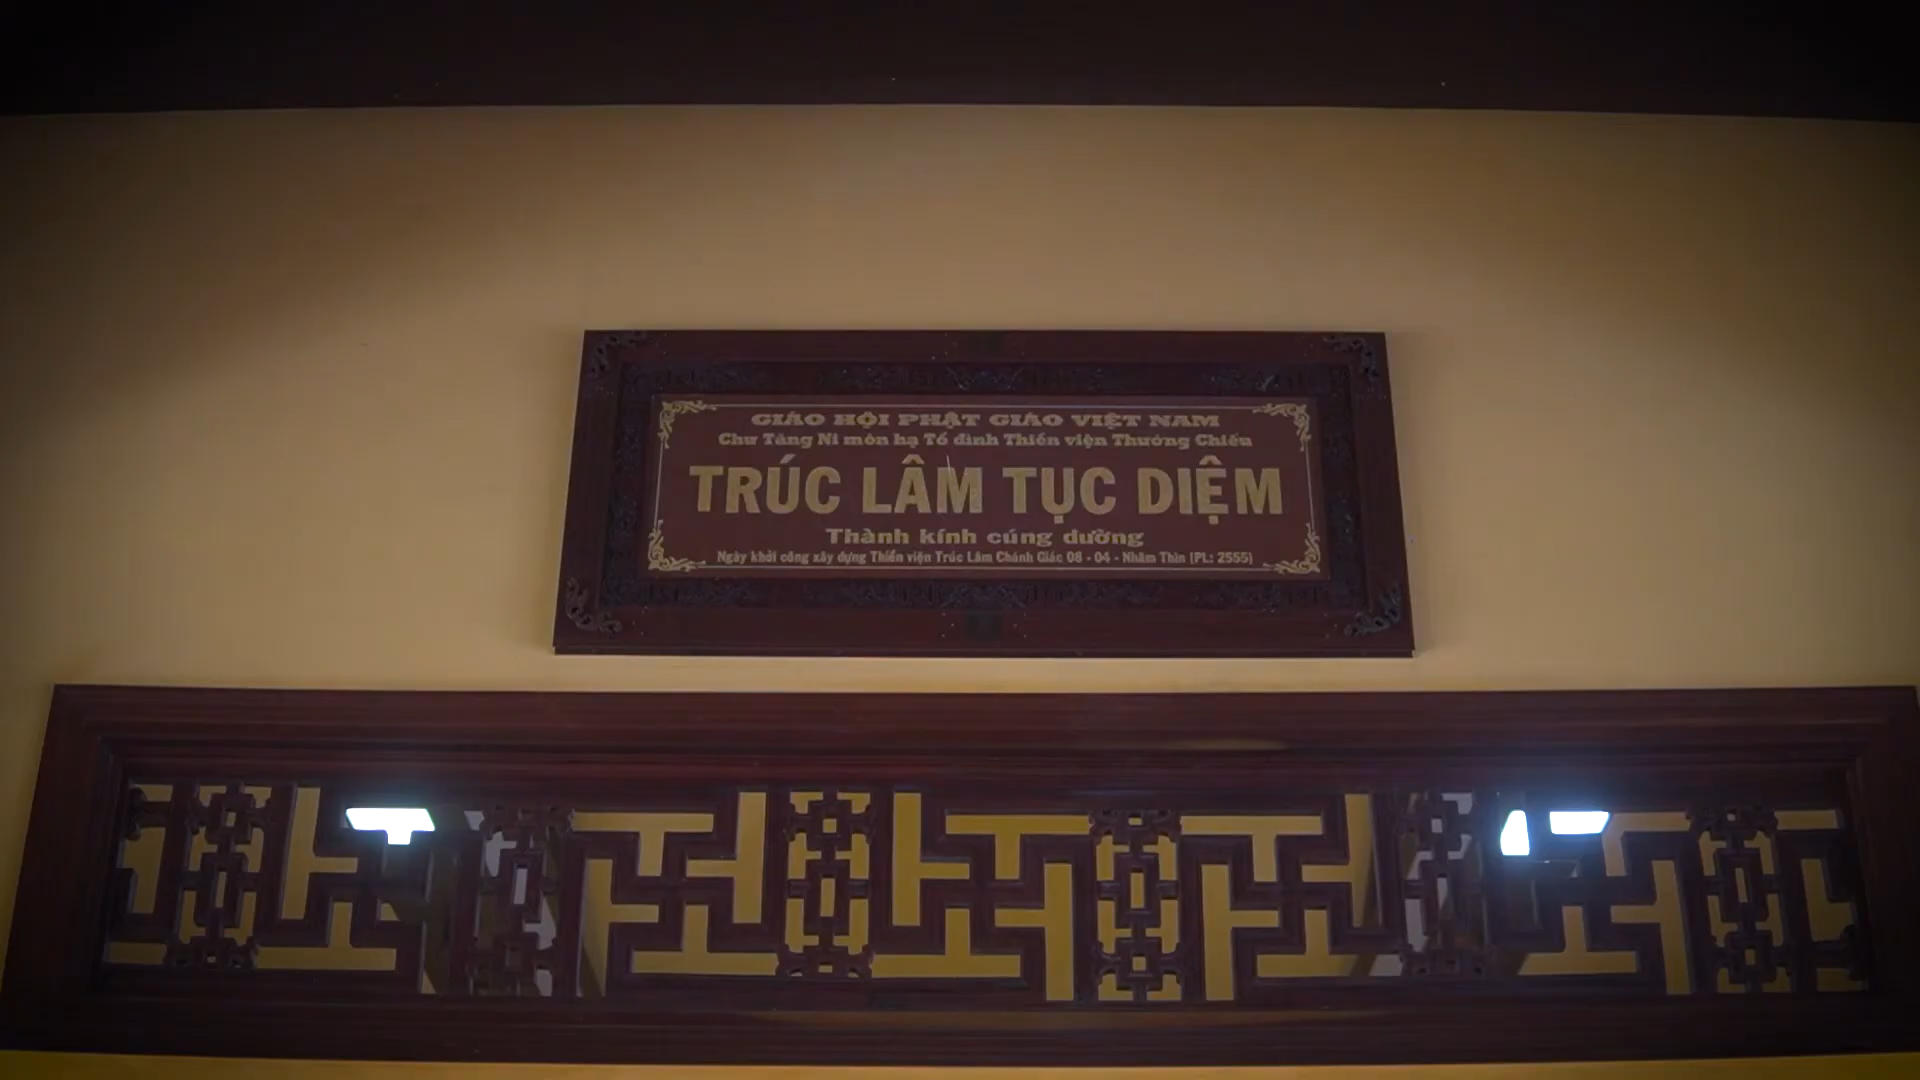 GIÁO HỘI PHẬT GIÁO VIỆT NAM
Chư Tăng Ni môn hạ Tổ đình Thiền viện Thường Chiếu
TRÚC LÂM TỤC DIỆM
Thành kính cúng dường
Ngày khởi công xây dựng Thiền viện Trúc Lâm Chánh Giác 08 - 04 - Nhâm Thìn (PL: 2555)